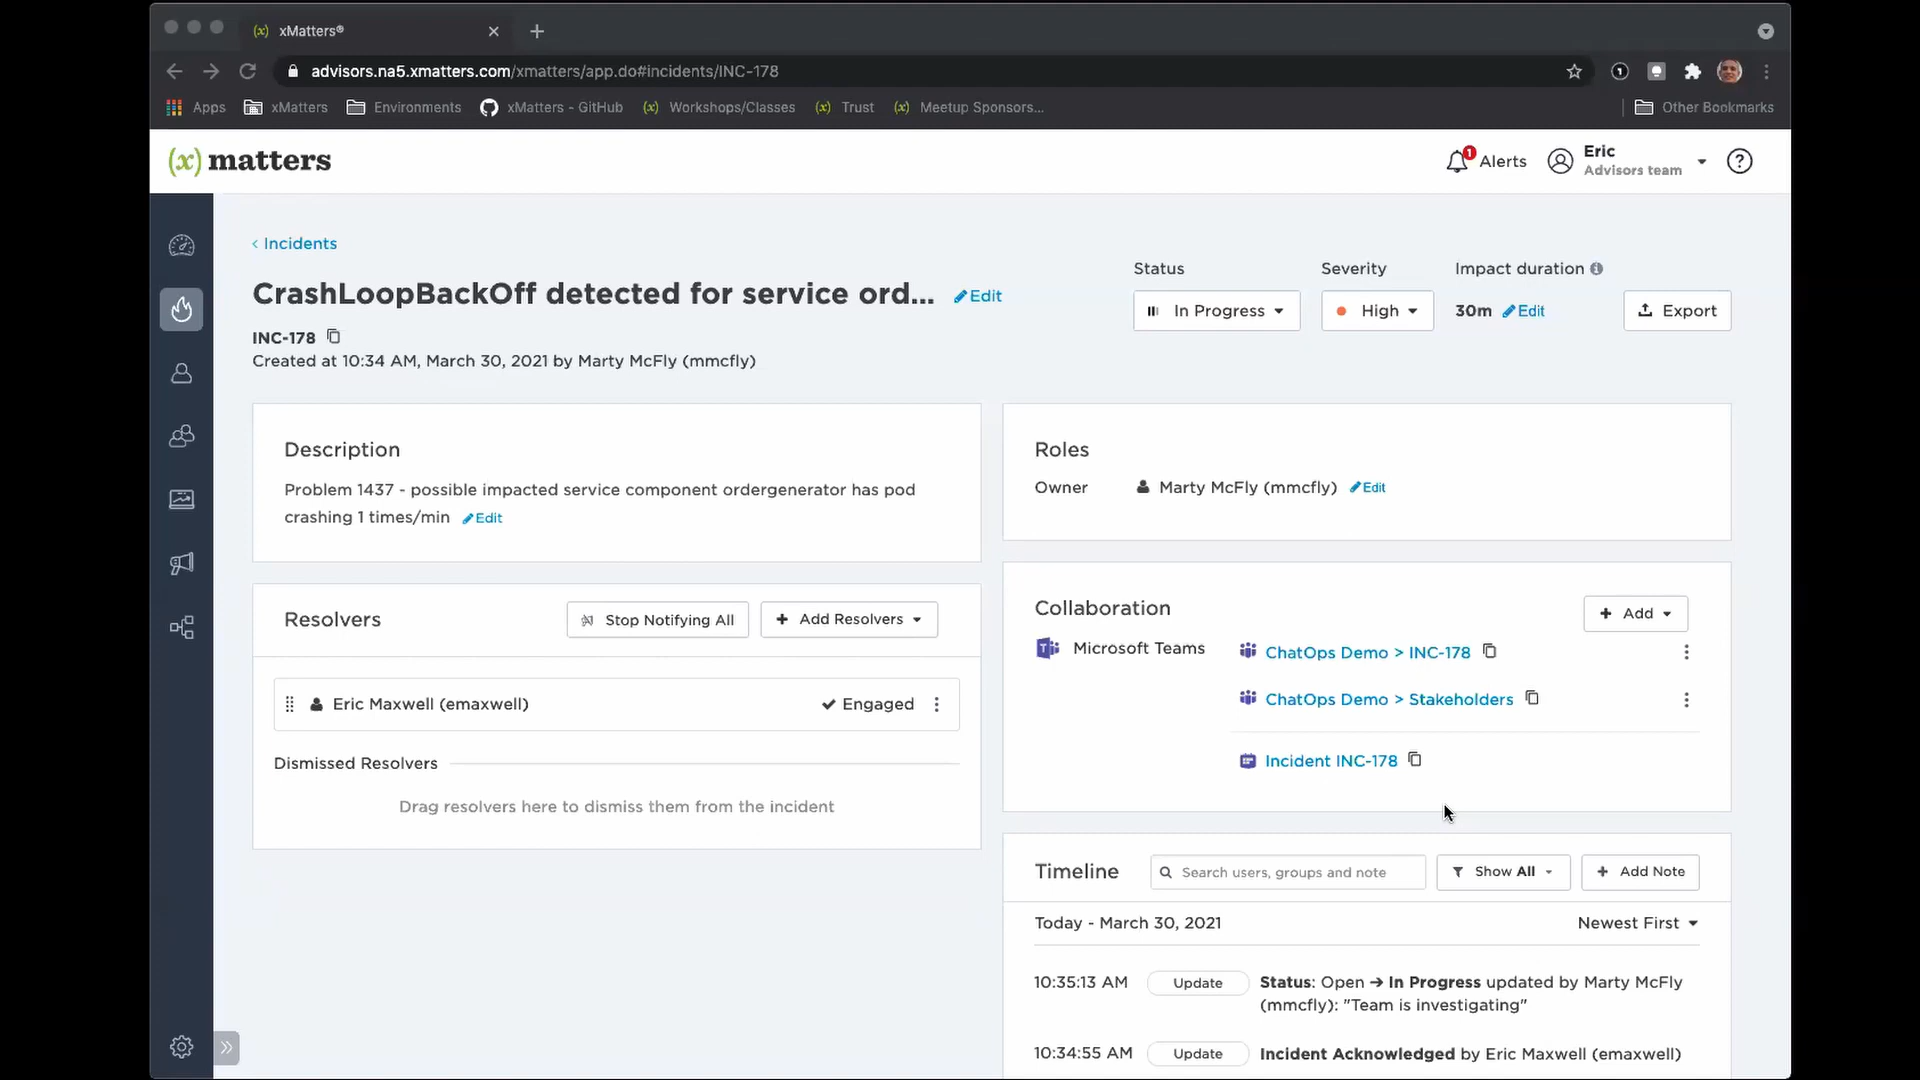 (x) xMatters®
advisors.na5.xmatters.com/xmatters/app.do#incidents/INC-178
Apps xMatters Environments xMatters - GitHub (x) Workshops/Classes (x) Trust (x) Meetup Sponsors... Other Bookmarks
(x) matters
1 Alerts
Eric
Advisors team
< Incidents
CrashLoopBackOff detected for service ord... Edit
INC-178
Created at 10:34 AM, March 30, 2021 by Marty McFly (mmcfly)
Status
In Progress
Severity
High
Impact duration
30m Edit
Export
Description
Problem 1437 - possible impacted service component ordergenerator has pod
crashing 1 times/min Edit
Resolvers
Stop Notifying All
+ Add Resolvers
Eric Maxwell (emaxwell) Engaged
Dismissed Resolvers
Drag resolvers here to dismiss them from the incident
Roles
Owner Marty McFly (mmcfly) Edit
Collaboration
+ Add
Microsoft Teams
ChatOps Demo > INC-178
ChatOps Demo > Stakeholders
Incident INC-178
Timeline
Search users, groups and note
Show All
+ Add Note
Today - March 30, 2021
Newest First
10:35:13 AM Update Status: Open → In Progress updated by Marty McFly
(mmcfly): "Team is investigating"
10:34:55 AM Update Incident Acknowledged by Eric Maxwell (emaxwell)